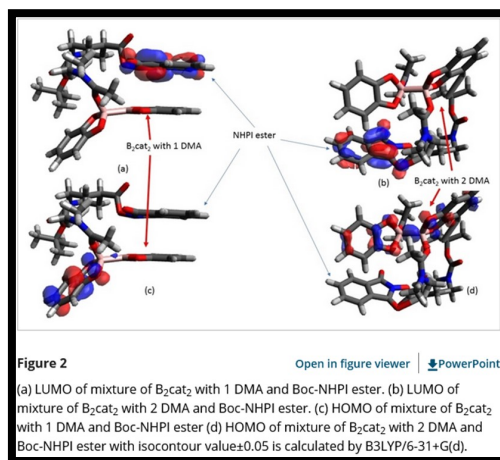 (a)
NHPI ester
B₂cat₂ with 1 DMA
(b)
B₂cat₂ with 2 DMA
(c)
(d)
Figure 2
Open in figure viewer
PowerPoint
(a) LUMO of mixture of B₂cat₂ with 1 DMA and Boc-NHPI ester. (b) LUMO of
mixture of B₂cat₂ with 2 DMA and Boc-NHPI ester. (c) HOMO of mixture of B₂cat₂
with 1 DMA and Boc-NHPI ester (d) HOMO of mixture of B₂cat₂ with 2 DMA and
Boc-NHPI ester with isocontour value±0.05 is calculated by B3LYP/6-31+G(d).